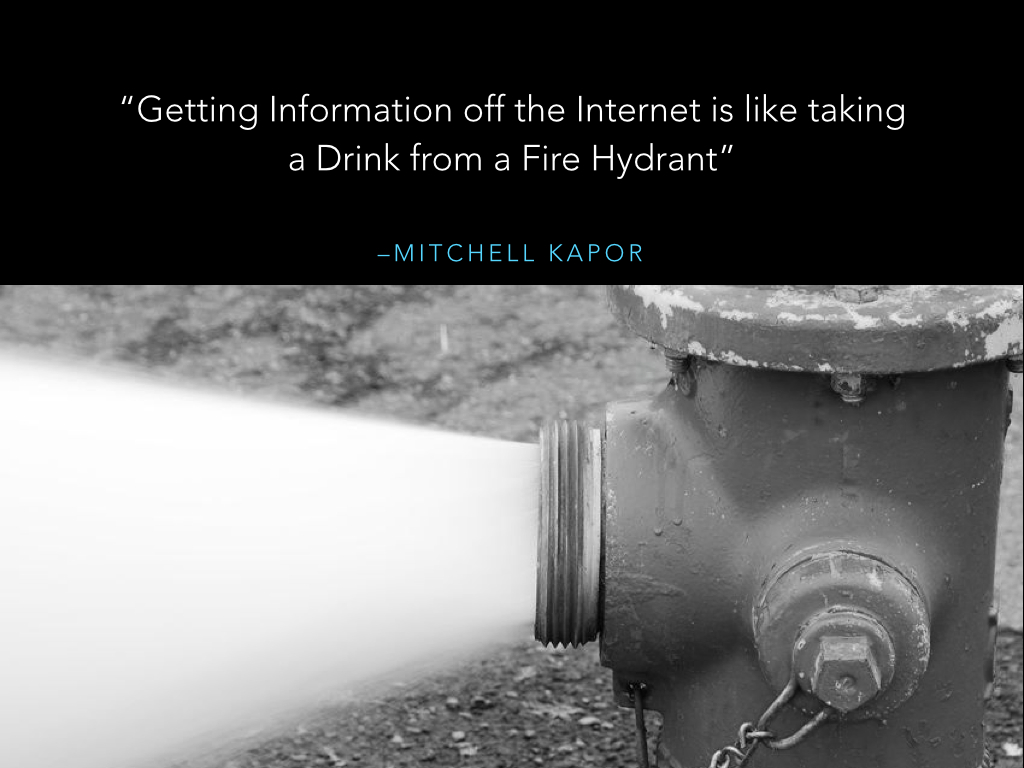 “Getting Information off the Internet is like taking
a Drink from a Fire Hydrant”
–MITCHELL KAPOR